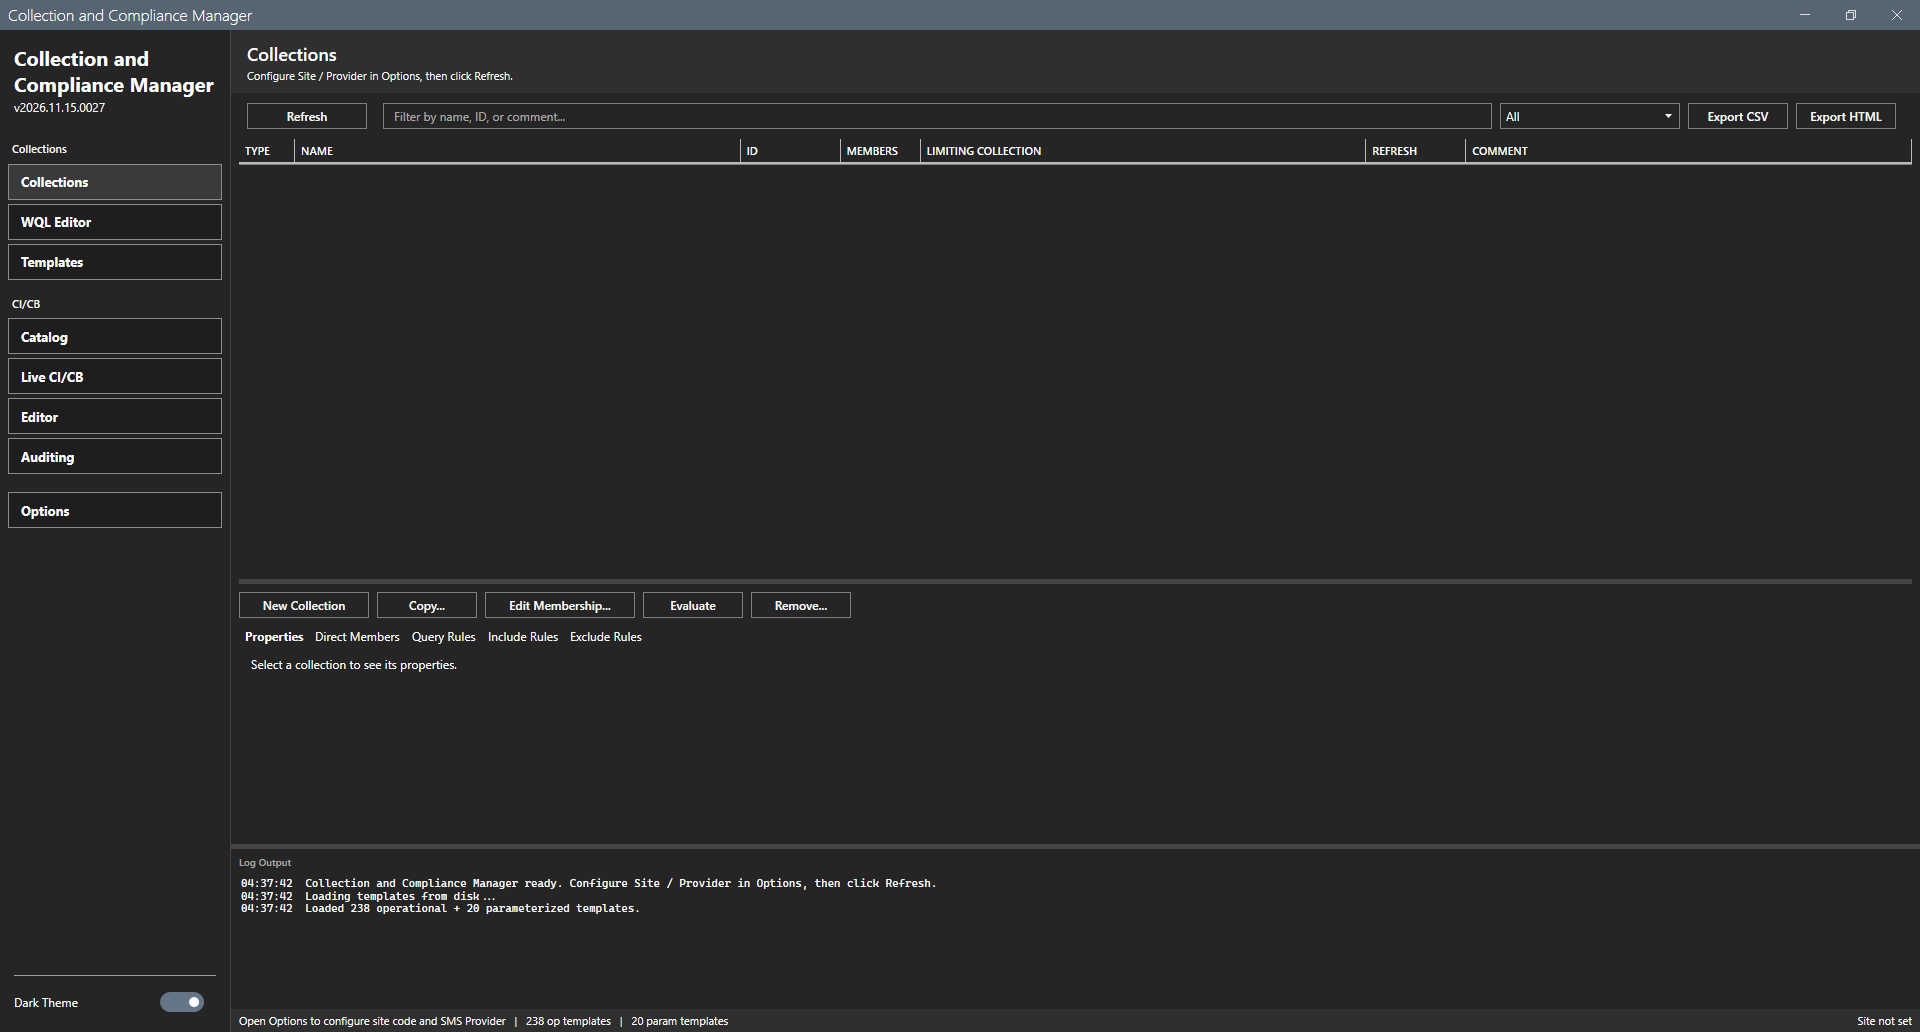 Collection and Compliance Manager
Collection and
Compliance Manager
v2026.11.15.0027
Collections
Collections
WQL Editor
Templates
CI/CB
Catalog
Live CI/CB
Editor
Auditing
Options
Dark Theme
Collections
Configure Site / Provider in Options, then click Refresh.
Refresh
Filter by name, ID, or comment...
All
Export CSV
Export HTML
TYPE NAME ID MEMBERS LIMITING COLLECTION REFRESH COMMENT
New Collection Copy... Edit Membership... Evaluate Remove...
Properties Direct Members Query Rules Include Rules Exclude Rules
Select a collection to see its properties.
Log Output
04:37:42 Collection and Compliance Manager ready. Configure Site / Provider in Options, then click Refresh.
04:37:42 Loading templates from disk...
04:37:42 Loaded 238 operational + 20 parameterized templates.
Open Options to configure site code and SMS Provider | 238 op templates | 20 param templates
Site not set